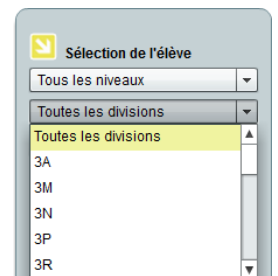 Sélection de l'élève
Tous les niveaux
Toutes les divisions
Toutes les divisions
3A
3M
3N
3P
3R